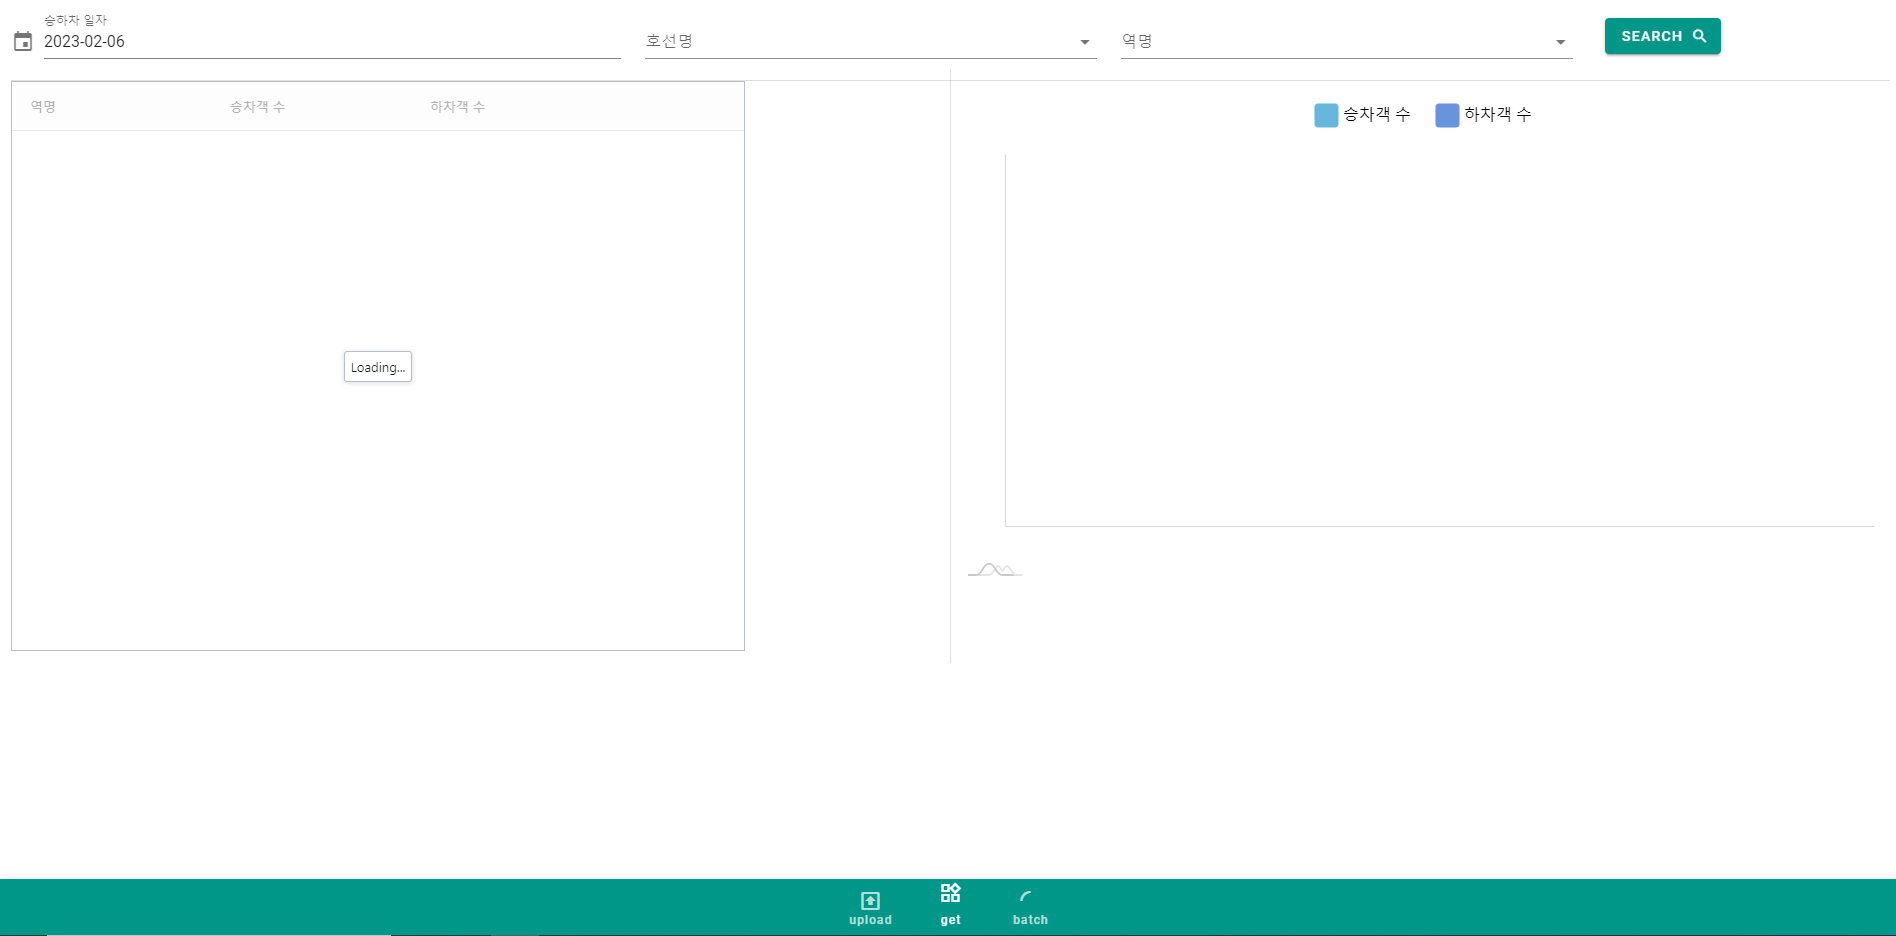 승하차 일자
2023-02-06
호선명
역명
SEARCH
역명 승차객 수 하차객 수
Loading...
승차객 수 하차객 수
upload get batch